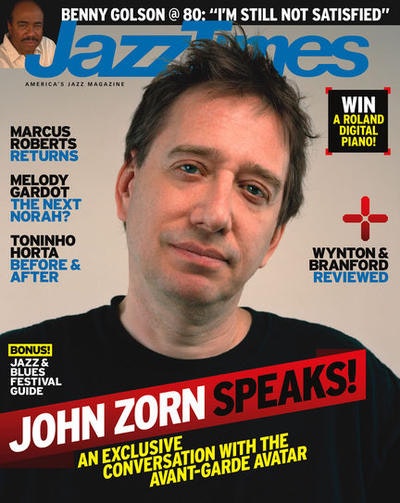 BENNY GOLSON @ 80: "I'M STILL NOT SATISFIED"
JazzTimes
AMERICA'S JAZZ MAGAZINE
MARCUS
ROBERTS
RETURNS
MELODY
GARDOT
THE NEXT
NORAH?
TONINHO
HORTA
BEFORE &
AFTER
WIN
A ROLAND
DIGITAL
PIANO!
WYNTON &
BRANFORD
REVIEWED
BONUS!
JAZZ &
BLUES
FESTIVAL
GUIDE
JOHN ZORN SPEAKS!
AN EXCLUSIVE
CONVERSATION WITH THE
AVANT-GARDE AVATAR